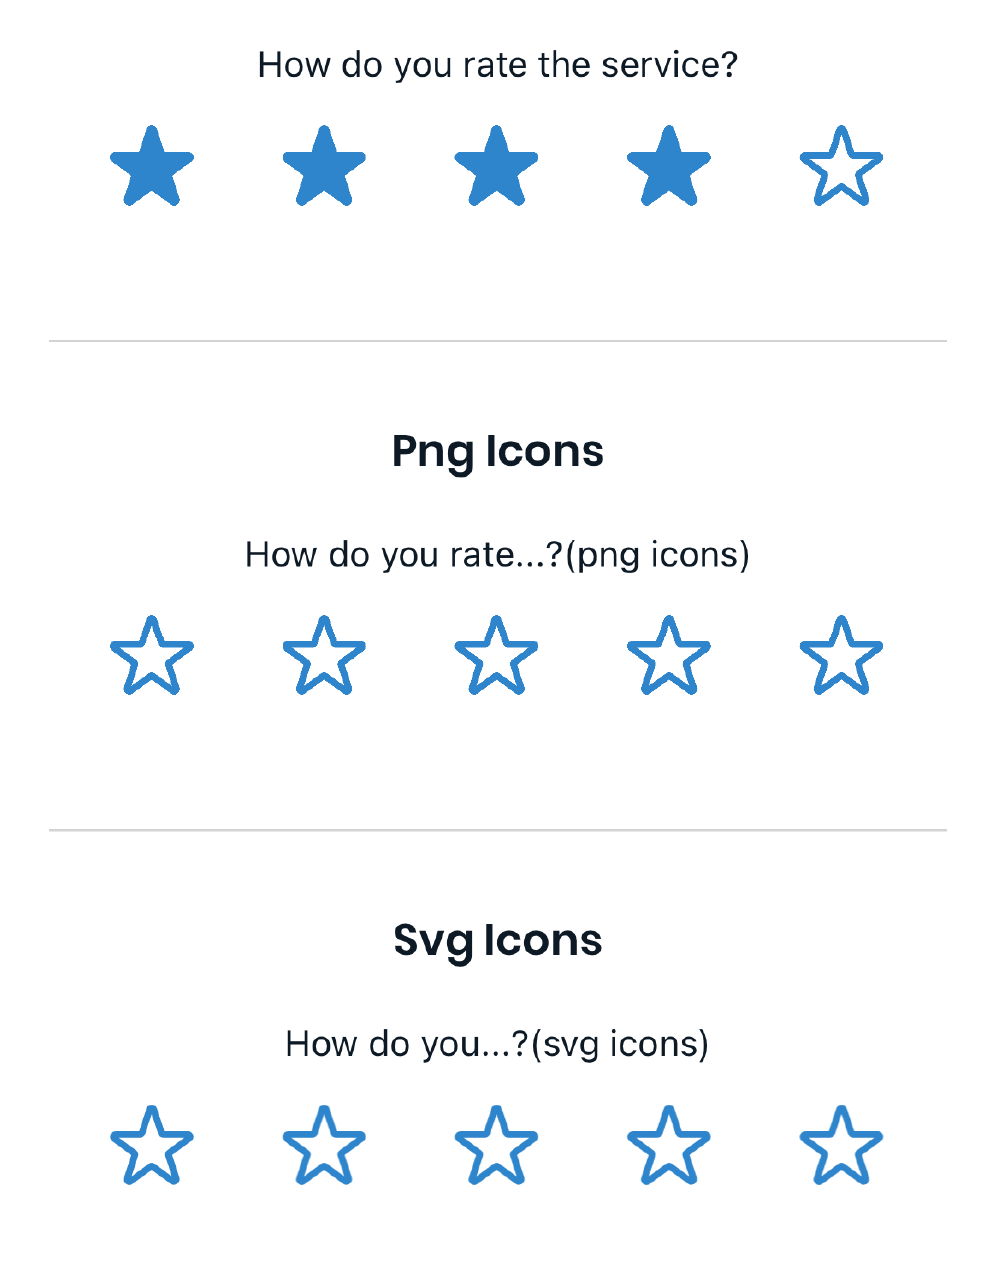 How do you rate the service?
Png Icons
How do you rate...?(png icons)
Svg Icons
How do you...?(svg icons)